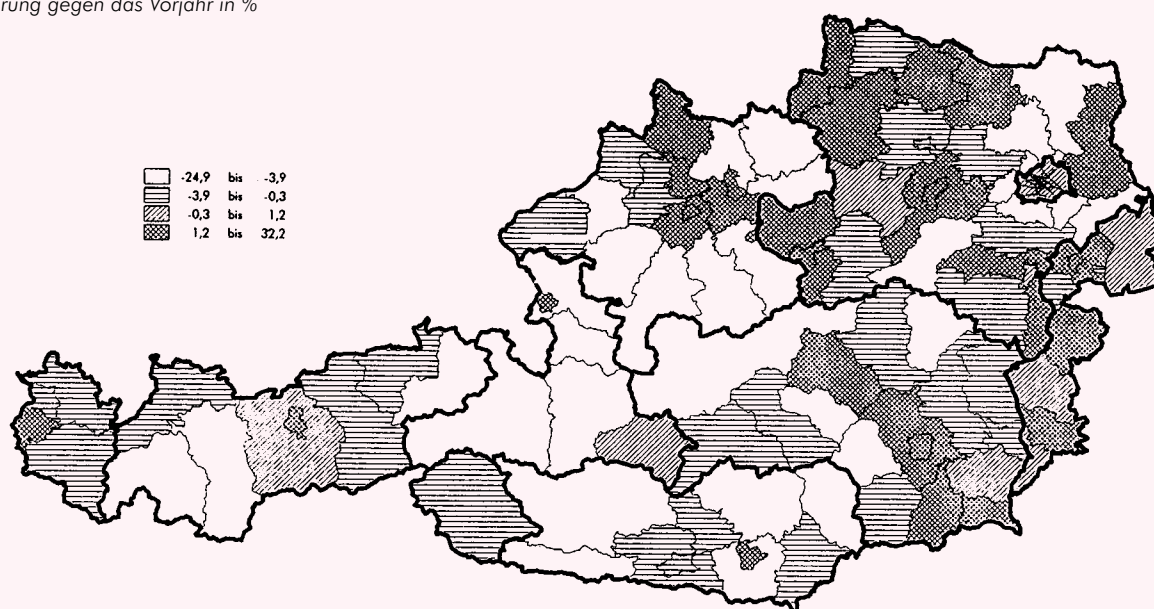 rung gegen das Vorjahr in %
-24,9 bis -3,9
-3,9 bis -0,3
-0,3 bis 1,2
1,2 bis 32,2